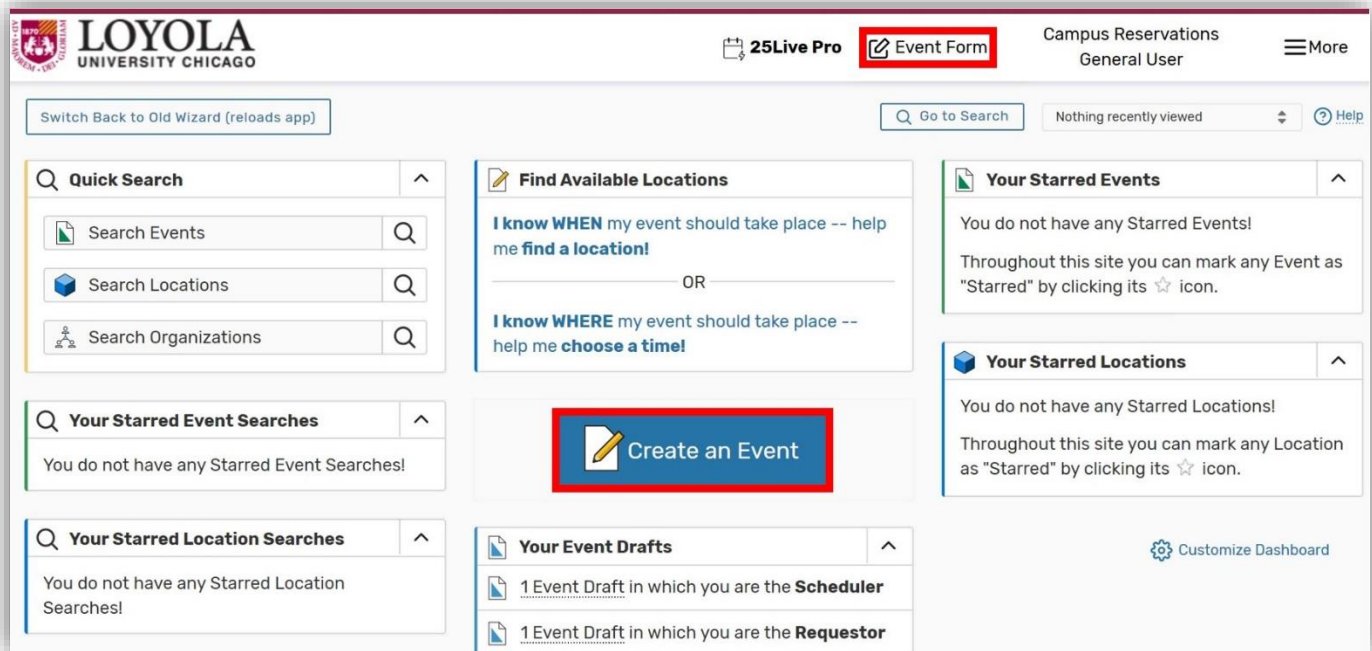 AD · MAJOREM · DEI · GLORIAM
1870
LOYOLA
UNIVERSITY CHICAGO
25Live Pro
Event Form
Campus Reservations
General User
More
Switch Back to Old Wizard (reloads app)
Go to Search
Nothing recently viewed
Help
Quick Search
Search Events
Search Locations
Search Organizations
Your Starred Event Searches
You do not have any Starred Event Searches!
Your Starred Location Searches
You do not have any Starred Location
Searches!
Find Available Locations
I know WHEN my event should take place -- help
me find a location!
OR
I know WHERE my event should take place --
help me choose a time!
Create an Event
Your Event Drafts
1 Event Draft in which you are the Scheduler
1 Event Draft in which you are the Requestor
Your Starred Events
You do not have any Starred Events!
Throughout this site you can mark any Event as
"Starred" by clicking its ☆ icon.
Your Starred Locations
You do not have any Starred Locations!
Throughout this site you can mark any Location
as "Starred" by clicking its ☆ icon.
Customize Dashboard